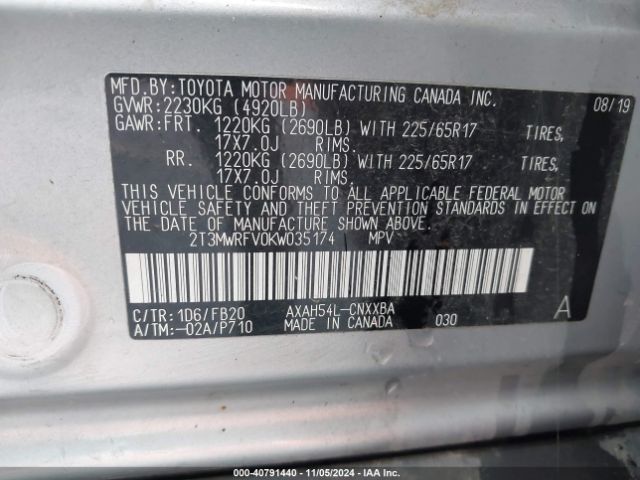 MFD.BY:TOYOTA MOTOR MANUFACTURING CANADA INC. 08/19
GVWR:2230KG (4920LB)
GAWR:FRT. 1220KG (2690LB) WITH 225/65R17 TIRES,
17X7.0J RIMS.
RR. 1220KG (2690LB) WITH 225/65R17 TIRES,
17X7.0J RIMS.
THIS VEHICLE CONFORMS TO ALL APPLICABLE FEDERAL MOTOR
VEHICLE SAFETY AND THEFT PREVENTION STANDARDS IN EFFECT ON
THE DATE OF MANUFACTURE SHOWN ABOVE.
2T3MWRFV0KW035174 MPV
C/TR: 1D6/FB20 AXAH54L-CNXXBA A
A/TM:-02A/P710 MADE IN CANADA 030
© - 40791440 - 11/05/2024 - IAA Inc.